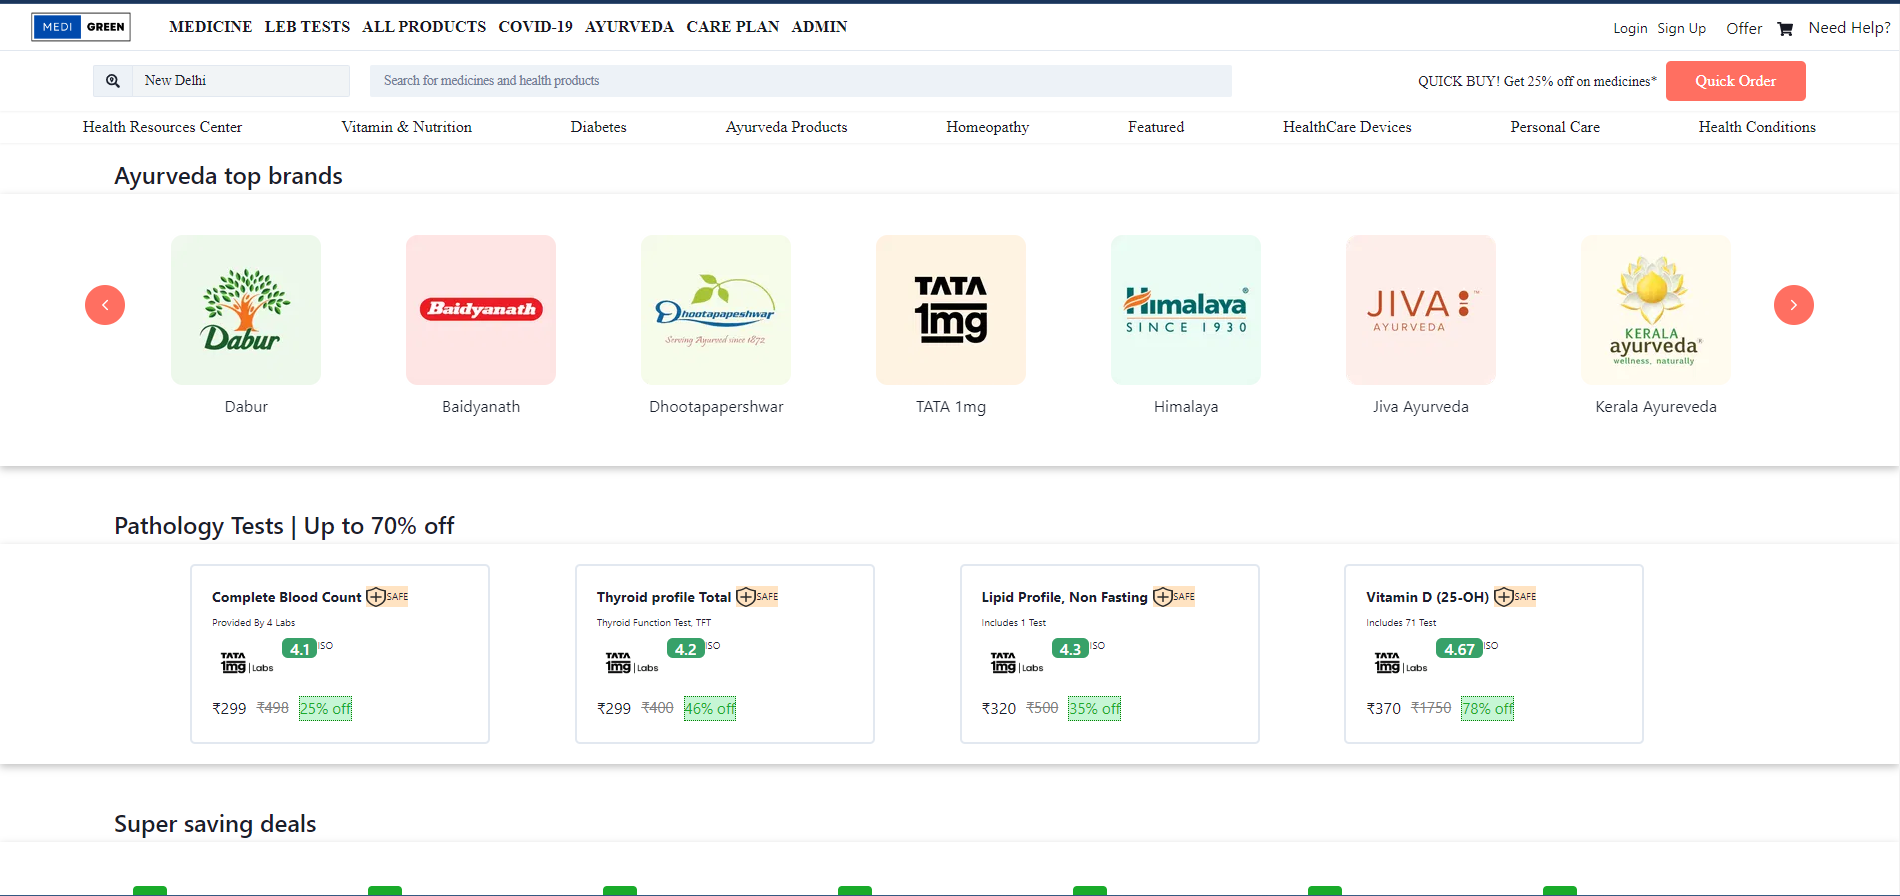 MEDI GREEN MEDICINE LEB TESTS ALL PRODUCTS COVID-19 AYURVEDA CARE PLAN ADMIN Login Sign Up Offer Need Help?
New Delhi Search for medicines and health products QUICK BUY! Get 25% off on medicines* Quick Order
Health Resources Center Vitamin & Nutrition Diabetes Ayurveda Products Homeopathy Featured HealthCare Devices Personal Care Health Conditions
Ayurveda top brands
Dabur
Baidyanath
Dhootapapeshwar
Serving Ayurved since 1872
TATA
1mg
Himalaya®
SINCE 1930
JIVA ™
AYURVEDA
KERALA
ayurveda®
wellness, naturally
Dabur Baidyanath Dhootapapershwar TATA 1mg Himalaya Jiva Ayurveda Kerala Ayureveda
Pathology Tests | Up to 70% off
Complete Blood Count SAFE
Provided By 4 Labs
4.1 ISO
TATA
1mg | Labs
₹299 ₹498 25% off
Thyroid profile Total SAFE
Thyroid Function Test, TFT
4.2 ISO
TATA
1mg | Labs
₹299 ₹400 46% off
Lipid Profile, Non Fasting SAFE
Includes 1 Test
4.3 ISO
TATA
1mg | Labs
₹320 ₹500 35% off
Vitamin D (25-OH) SAFE
Includes 71 Test
4.67 ISO
TATA
1mg | Labs
₹370 ₹1750 78% off
Super saving deals